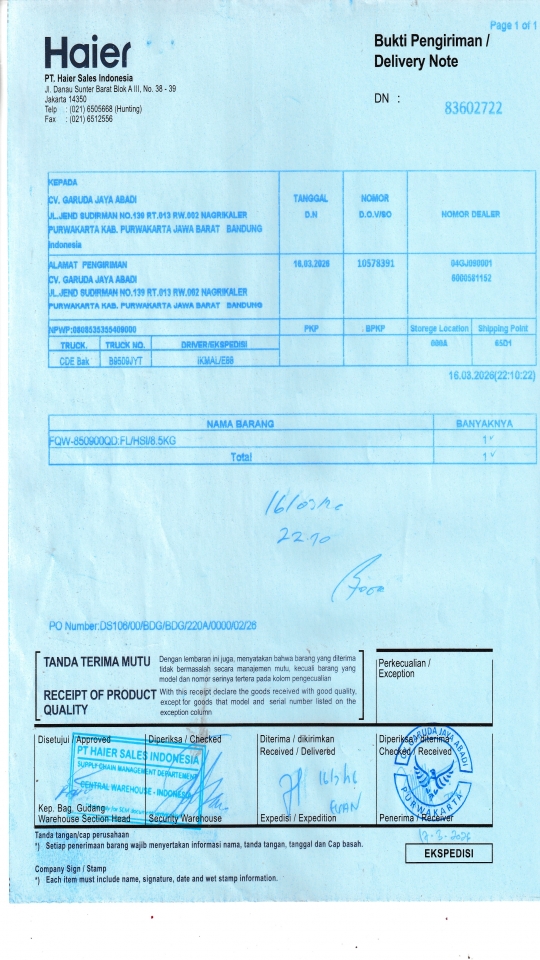 Page 1 of 1
Haier
Bukti Pengiriman /
Delivery Note
PT. Haier Sales Indonesia
Jl. Danau Sunter Barat Blok A III, No. 38 - 39
Jakarta 14350
Telp : (021) 6505668 (Hunting)
Fax : (021) 6512556
DN : 83602722
KEPADA
CV. GARUDA JAYA ABADI
JL.JEND SUDIRMAN NO.139 RT.013 RW.002 NAGRIKALER
PURWAKARTA KAB. PURWAKARTA JAWA BARAT BANDUNG
Indonesia
TANGGAL
D.N
NOMOR
D.O./SO
NOMOR DEALER
ALAMAT PENGIRIMAN
CV. GARUDA JAYA ABADI
JL.JEND SUDIRMAN NO.139 RT.013 RW.002 NAGRIKALER
PURWAKARTA KAB. PURWAKARTA JAWA BARAT BANDUNG
16.03.2026
10578391
NPWP:0808535355409000
PKP
BPKP
Storege Location
Shipping Point
TRUCK.
TRUCK NO.
DRIVER/EKSPEDISI
CDE Bak
B9509JYT
16.03.2026(22:10:22)
NAMA BARANG BANYAKNYA
FQW-850900QD:FL/HSI/8.5KG 1
Total 1
22.10
PO Number:DS106/00/BDG/BDG/220A/0000/02/26
TANDA TERIMA MUTU
Dengan lembaran ini juga, menyatakan bahwa barang yang diterima
tidak bermasalah secara manajemen mutu, kecuali barang yang
model dan nomor serinya tertera pada kolom pengecualian
RECEIPT OF PRODUCT
QUALITY
With this receipt declare the goods received with good quality,
except for goods that model and serial number listed on the
exception column
Perkecualian /
Exception
Disetujui / Approved
Diperiksa / Checked
Diterima / dikirimkan
Received / Delivered
Diperiksa / diterima
Checked / Received
PT HAIER SALES INDONESIA
SUPPLY CHAIN MANAGEMENT DEPARTEMENT
CENTRAL WAREHOUSE - INDONESIA
GARUDA JAYA ABADI
PURWAKARTA
Kep. Bag. Gudang
Warehouse Section Head
Security Warehouse
Expedisi / Expedition
Penerima / Receiver
Tanda tangan/cap perusahaan
*) Setiap penerimaan barang wajib menyertakan informasi nama, tanda tangan, tanggal dan Cap basah.
17-3-2026
EKSPEDISI
Company Sign / Stamp
*) Each item must include name, signature, date and wet stamp information.